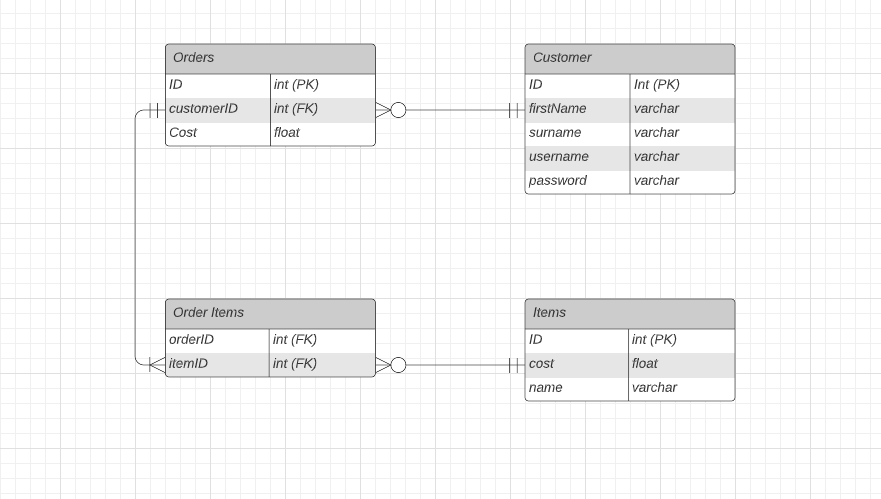 Orders
ID int (PK)
customerID int (FK)
Cost float
Customer
ID Int (PK)
firstName varchar
surname varchar
username varchar
password varchar
Order Items
orderID int (FK)
itemID int (FK)
Items
ID int (PK)
cost float
name varchar